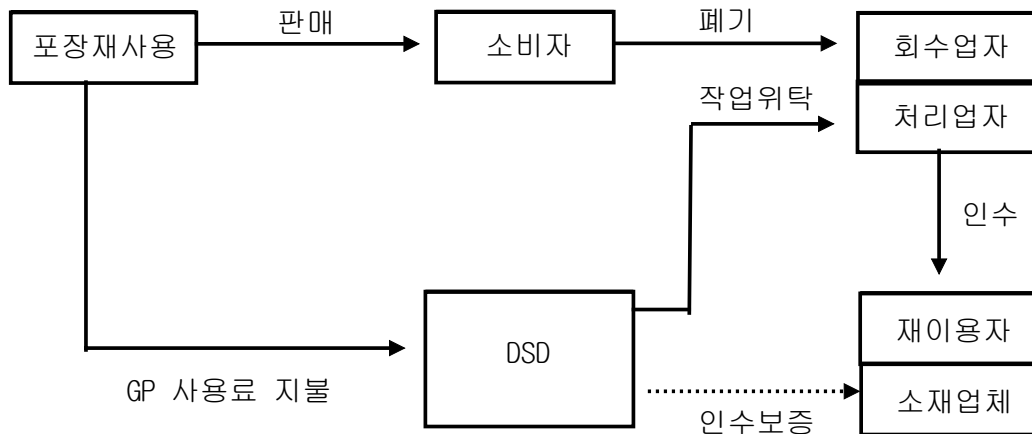 포장재사용
판매
소비자
폐기
회수업자
작업위탁
처리업자
인수
재이용자
DSD
GP 사용료 지불
소재업체
인수보증